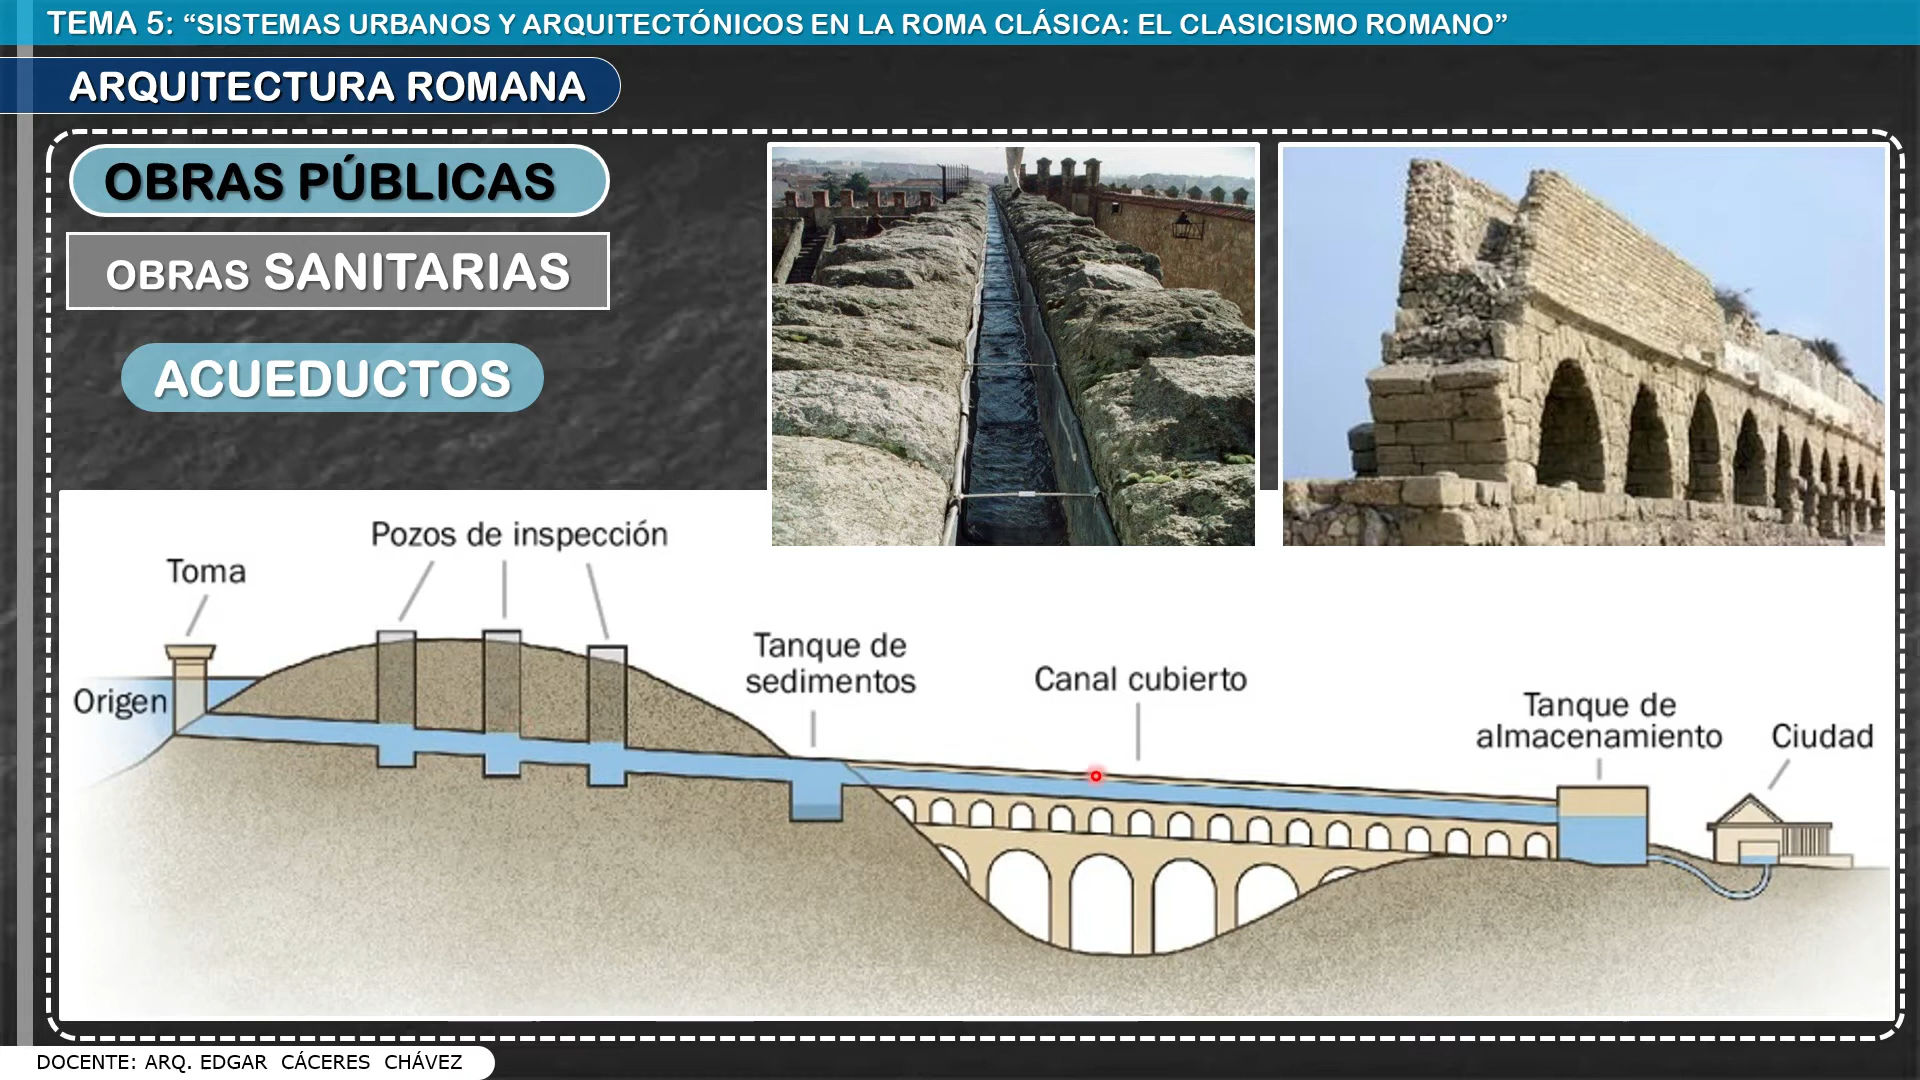 TEMA 5: “SISTEMAS URBANOS Y ARQUITECTÓNICOS EN LA ROMA CLÁSICA: EL CLASICISMO ROMANO”
ARQUITECTURA ROMANA
OBRAS PÚBLICAS
OBRAS SANITARIAS
ACUEDUCTOS
Pozos de inspección
Toma
Origen
Tanque de
sedimentos
Canal cubierto
Tanque de
almacenamiento
Ciudad
DOCENTE: ARQ. EDGAR CÁCERES CHÁVEZ